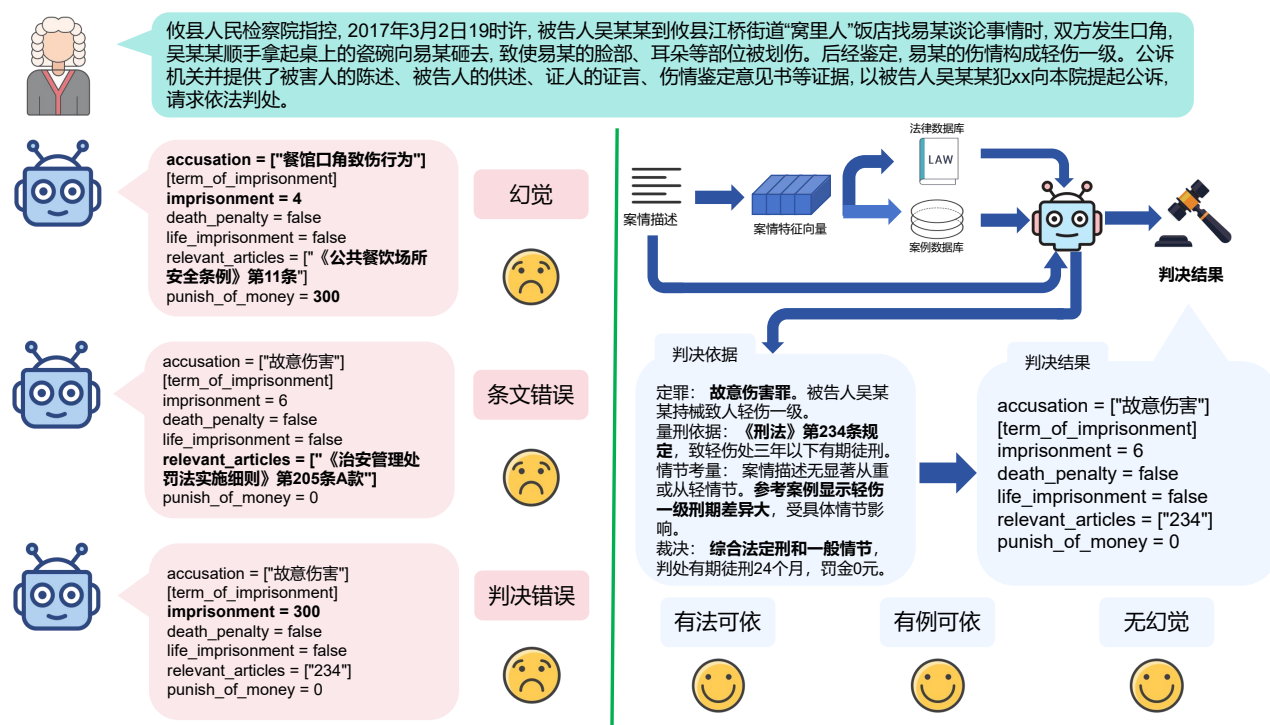 攸县人民检察院指控, 2017年3月2日19时许, 被告人吴某某到攸县江桥街道“窝里人”饭店找易某谈论事情时, 双方发生口角,
吴某某顺手拿起桌上的瓷碗向易某砸去, 致使易某的脸部、耳朵等部位被划伤。后经鉴定, 易某的伤情构成轻伤一级。公诉
机关并提供了被害人的陈述、被告人的供述、证人的证言、伤情鉴定意见书等证据, 以被告人吴某某犯xx向本院提起公诉,
请求依法判处。
accusation = ["餐馆口角致伤行为"]
[term_of_imprisonment]
imprisonment = 4
death_penalty = false
life_imprisonment = false
relevant_articles = ["《公共餐饮场所
安全条例》第11条"]
punish_of_money = 300
幻觉
accusation = ["故意伤害"]
[term_of_imprisonment]
imprisonment = 6
death_penalty = false
life_imprisonment = false
relevant_articles = ["《治安管理处
罚法实施细则》第205条A款"]
punish_of_money = 0
条文错误
accusation = ["故意伤害"]
[term_of_imprisonment]
imprisonment = 300
death_penalty = false
life_imprisonment = false
relevant_articles = ["234"]
punish_of_money = 0
判决错误
法律数据库
LAW
案情描述
案情特征向量
案例数据库
判决结果
判决依据
定罪： 故意伤害罪。被告人吴某
某持械致人轻伤一级。
量刑依据：《刑法》第234条规
定，致轻伤处三年以下有期徒刑。
情节考量： 案情描述无显著从重
或从轻情节。参考案例显示轻伤
一级刑期差异大，受具体情节影
响。
裁决： 综合法定刑和一般情节，
判处有期徒刑24个月，罚金0元。
判决结果
accusation = ["故意伤害"]
[term_of_imprisonment]
imprisonment = 6
death_penalty = false
life_imprisonment = false
relevant_articles = ["234"]
punish_of_money = 0
有法可依
有例可依
无幻觉